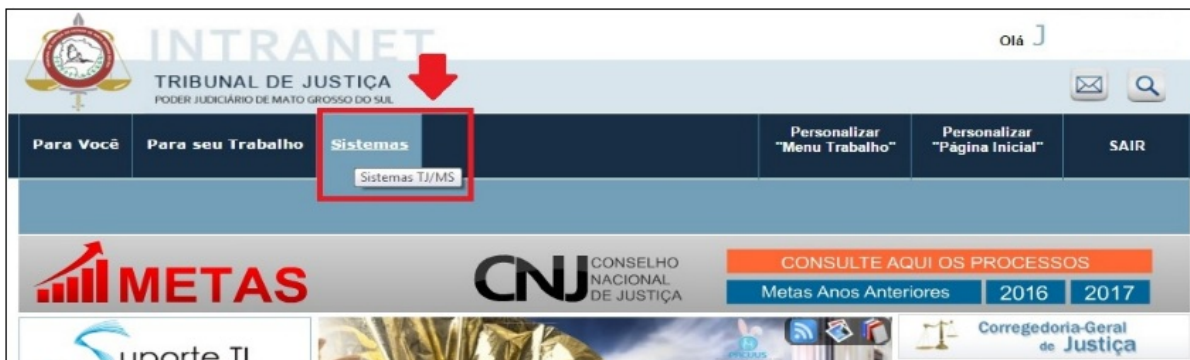 INTRANET
Olá J
TRIBUNAL DE JUSTIÇA
PODER JUDICIÁRIO DE MATO GROSSO DO SUL
Para Você Para seu Trabalho Sistemas Personalizar "Menu Trabalho" Personalizar "Página Inicial" SAIR
Sistemas TJ/MS
METAS
CNJ
CONSELHO
NACIONAL
DE JUSTIÇA
CONSULTE AQUI OS PROCESSOS
Metas Anos Anteriores 2016 2017
uporte TI
Corregedoria-Geral
de Justiça